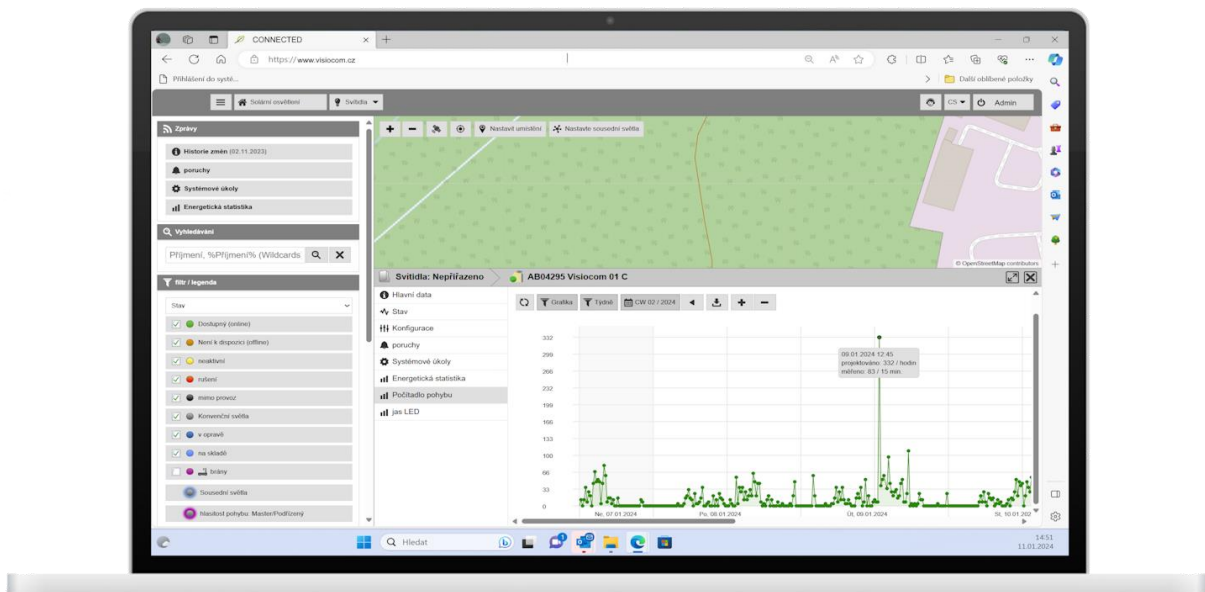 CONNECTED
https://www.visiocom.cz
Přihlášení do systé...
Další oblíbené položky
Solární osvětlení
Svítidla
CS
Admin
Zprávy
Historie změn (02.11.2023)
poruchy
Systémové úkoly
Energetická statistika
Vyhledávání
Příjmení, %Příjmení% (Wildcards
filtr / legenda
Stav
Dostupný (online)
Není k dispozici (offline)
neaktivní
rušení
mimo provoz
Konvenční světla
v opravě
na skladě
brány
Sousední světla
hlasitost pohybu: Master/Podřízený
Nastavit umístění
Nastavte sousední světla
© OpenStreetMap contributors
Svítidla: Nepřiřazeno
AB04295 Visiocom 01 C
Hlavní data
Stav
Konfigurace
poruchy
Systémové úkoly
Energetická statistika
Počítadlo pohybu
jas LED
Grafika
Týdně
CW 02 / 2024
332
299
266
232
199
166
133
100
66
33
0
09.01.2024 12:45
projektováno: 332 / hodin
měřeno: 83 / 15 min.
Ne, 07.01.2024
Po, 08.01.2024
Út, 09.01.2024
St, 10.01.202
Hledat
14:51
11.01.2024